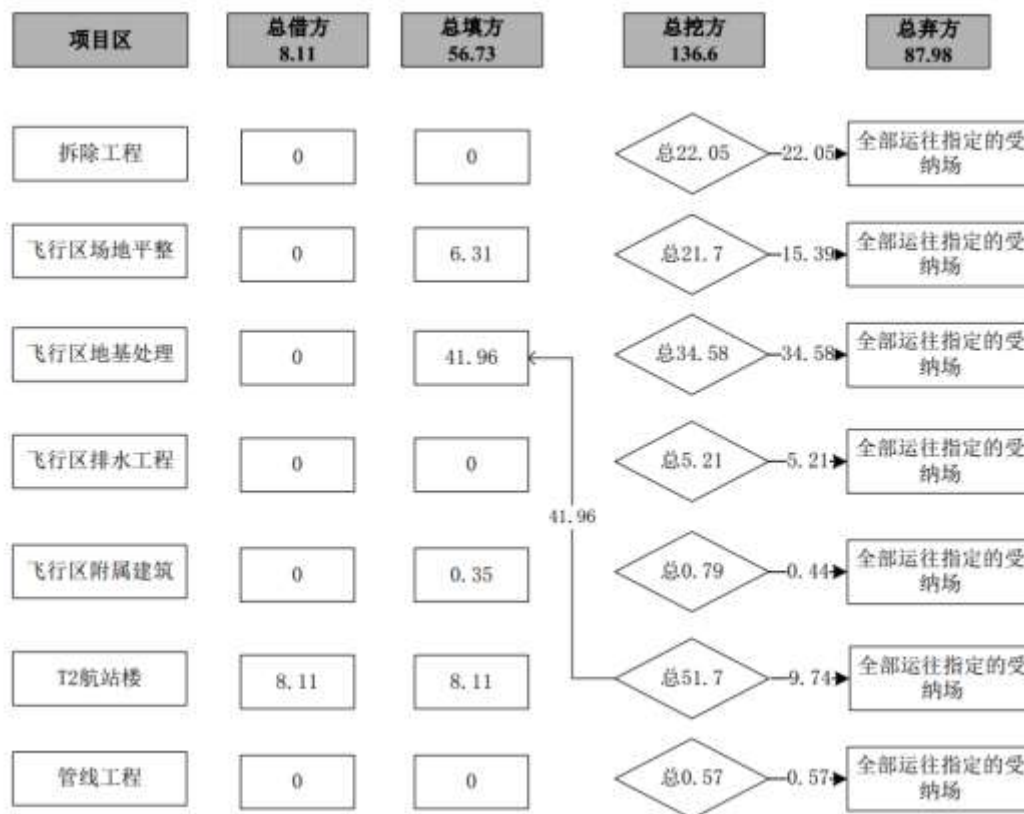 项目区
总借方
8.11
总填方
56.73
总挖方
136.6
总弃方
87.98
拆除工程
0
0
总22.05
22.05
全部运往指定的受
纳场
飞行区场地平整
0
6.31
总21.7
15.39
全部运往指定的受
纳场
飞行区地基处理
0
41.96
总34.58
34.58
全部运往指定的受
纳场
飞行区排水工程
0
0
总5.21
5.21
全部运往指定的受
纳场
41.96
飞行区附属建筑
0
0.35
总0.79
0.44
全部运往指定的受
纳场
T2航站楼
8.11
8.11
总51.7
9.74
全部运往指定的受
纳场
管线工程
0
0
总0.57
0.57
全部运往指定的受
纳场